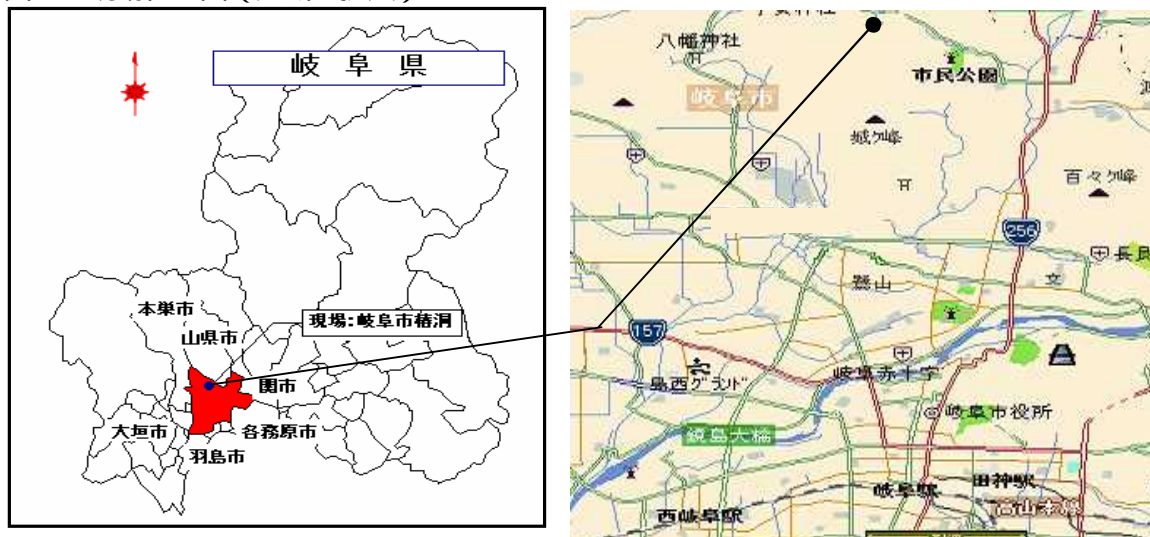 岐阜県
本巣市
山県市
現場:岐阜市椿洞
関市
大垣市
各務原市
羽島市
八幡神社
市民公園
岐阜市
城ヶ峰
百々ヶ峰
256
長良
鷺山
文
157
島西グランド
岐阜赤十字
岐阜市役所
鏡島大橋
岐阜駅
田神駅
西岐阜駅
高山本線